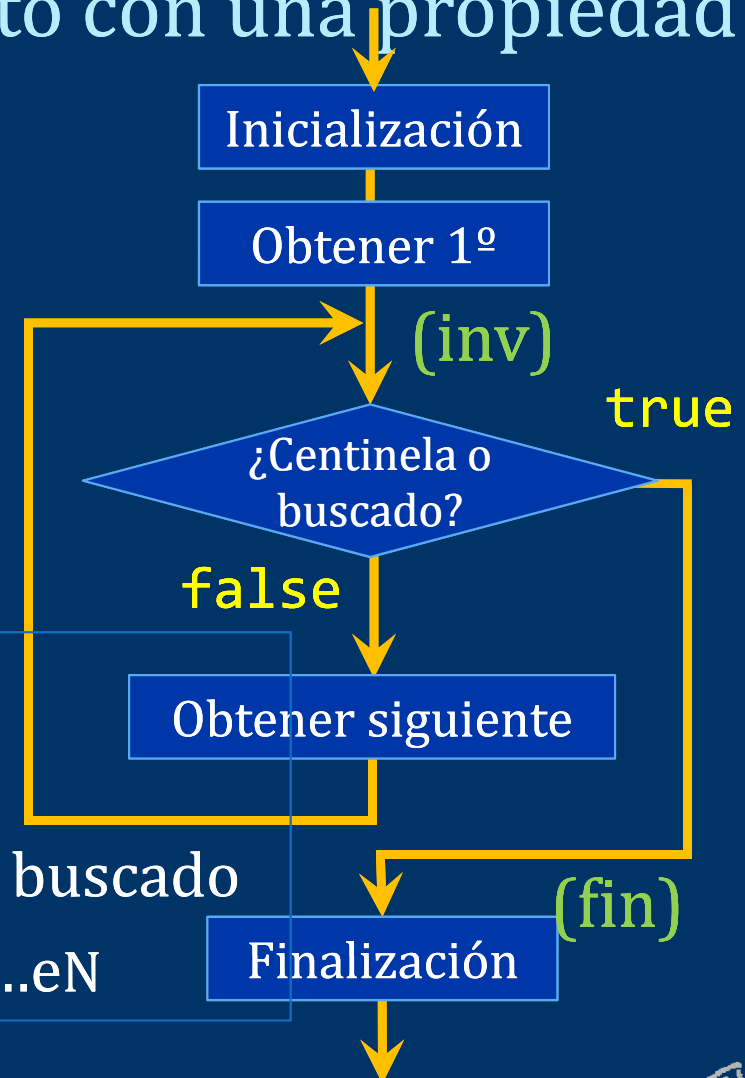 to con una propiedad
Inicialización
Obtener 1º
(inv)
true
¿Centinela o
buscado?
false
Obtener siguiente
buscado
(fin)
..eN
Finalización